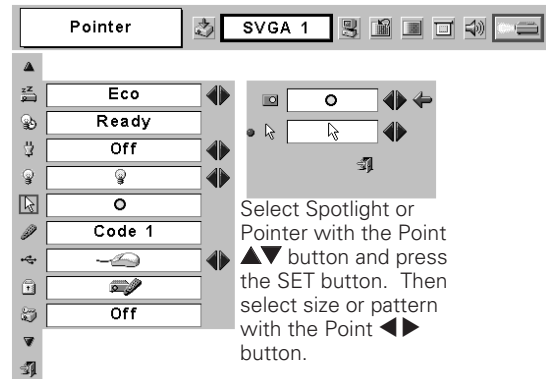 Pointer
SVGA 1
Eco
Ready
Off
Code 1
Off
Select Spotlight or
Pointer with the Point
▲▼ button and press
the SET button. Then
select size or pattern
with the Point ◀▶
button.